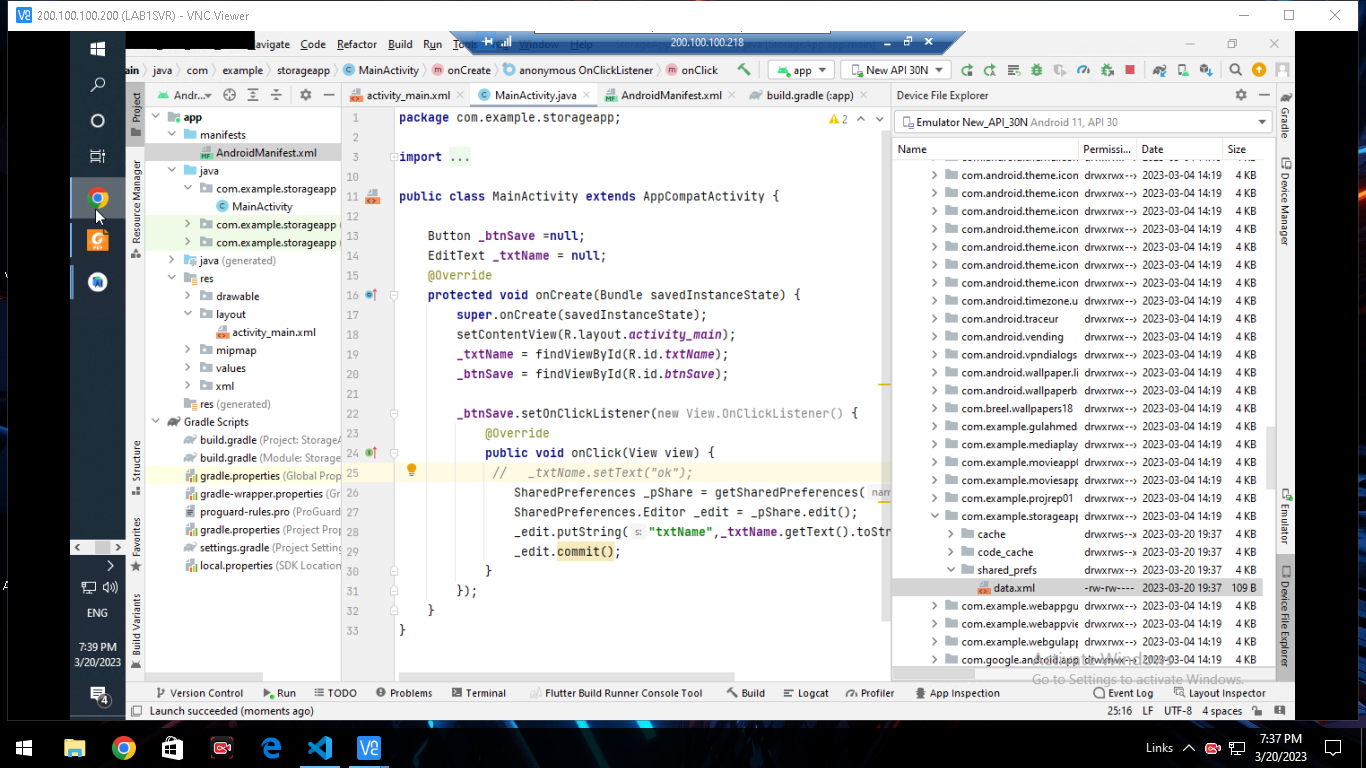 200.100.100.200 (LAB1SVR) - VNC Viewer
avigate Code Refactor Build Run Tools Window Help
200.100.100.218
ain java com example storageapp MainActivity onCreate anonymous OnClickListener onClick app New API 30N
Project
Resource Manager
Structure
Favorites
Build Variants
Andr...
app
manifests
AndroidManifest.xml
java
com.example.storageapp
MainActivity
com.example.storageapp
com.example.storageapp
java (generated)
res
drawable
layout
activity_main.xml
mipmap
values
xml
res (generated)
Gradle Scripts
build.gradle (Project: StorageA
build.gradle (Module: Storage
gradle.properties (Global Prop
gradle-wrapper.properties (Gr
proguard-rules.pro (ProGuard
gradle.properties (Project Prop
settings.gradle (Project Setting
local.properties (SDK Location
activity_main.xml MainActivity.java AndroidManifest.xml build.gradle (:app)
2
1 package com.example.storageapp;
2
3 import ...
10
11 public class MainActivity extends AppCompatActivity {
12
13 Button _btnSave =null;
14 EditText _txtName = null;
15 @Override
16 protected void onCreate(Bundle savedInstanceState) {
17 super.onCreate(savedInstanceState);
18 setContentView(R.layout.activity_main);
19 _txtName = findViewById(R.id.txtName);
20 _btnSave = findViewById(R.id.btnSave);
21
22 _btnSave.setOnClickListener(new View.OnClickListener() {
23 @Override
24 public void onClick(View view) {
25 // _txtName.setText("ok");
26 SharedPreferences _pShare = getSharedPreferences( nam
27 SharedPreferences.Editor _edit = _pShare.edit();
28 _edit.putString( s: "txtName",_txtName.getText().toStr
29 _edit.commit();
30 }
31 });
32 }
33 }
Device File Explorer
Emulator New_API_30N Android 11, API 30
Name Permissi... Date Size
com.android.theme.icon drwxrwx--x 2023-03-04 14:19 4 KB
com.android.theme.icon drwxrwx--x 2023-03-04 14:19 4 KB
com.android.theme.icon drwxrwx--x 2023-03-04 14:19 4 KB
com.android.theme.icon drwxrwx--x 2023-03-04 14:19 4 KB
com.android.theme.icon drwxrwx--x 2023-03-04 14:19 4 KB
com.android.theme.icon drwxrwx--x 2023-03-04 14:19 4 KB
com.android.theme.icon drwxrwx--x 2023-03-04 14:19 4 KB
com.android.timezone.u drwxrwx--x 2023-03-04 14:19 4 KB
com.android.traceur drwxrwx--x 2023-03-04 14:19 4 KB
com.android.vending drwxrwx--x 2023-03-04 14:19 4 KB
com.android.vpndialogs drwxrwx--x 2023-03-04 14:19 4 KB
com.android.wallpaper.li drwxrwx--x 2023-03-04 14:19 4 KB
com.android.wallpaperb drwxrwx--x 2023-03-04 14:19 4 KB
com.breel.wallpapers18 drwxrwx--x 2023-03-04 14:19 4 KB
com.example.gulahmed drwxrwx--x 2023-03-04 14:19 4 KB
com.example.mediaplay drwxrwx--x 2023-03-04 14:19 4 KB
com.example.movieappl drwxrwx--x 2023-03-04 14:19 4 KB
com.example.moviesapp drwxrwx--x 2023-03-04 14:19 4 KB
com.example.projrep01 drwxrwx--x 2023-03-04 14:19 4 KB
com.example.storageapp drwxrwx--x 2023-03-04 14:19 4 KB
cache drwxrws--x 2023-03-20 19:37 4 KB
code_cache drwxrws--x 2023-03-20 19:37 4 KB
shared_prefs drwxrwx--x 2023-03-20 19:37 4 KB
data.xml -rw-rw---- 2023-03-20 19:37 109 B
com.example.webappgu drwxrwx--x 2023-03-04 14:19 4 KB
com.example.webappvie drwxrwx--x 2023-03-04 14:19 4 KB
com.example.webgulapp drwxrwx--x 2023-03-04 14:19 4 KB
com.google.android.app drwxrwx--x 2023-03-04 14:19 4 KB
Activate Windows
Go to Settings to activate Windows.
Gradle
Device Manager
Emulator
Device File Explorer
ENG
7:39 PM
3/20/2023
4
Version Control Run TODO Problems Terminal Flutter Build Runner Console Tool Build Logcat Profiler App Inspection Event Log Layout Inspector
Launch succeeded (moments ago) 25:16 LF UTF-8 4 spaces
Links 7:37 PM
3/20/2023